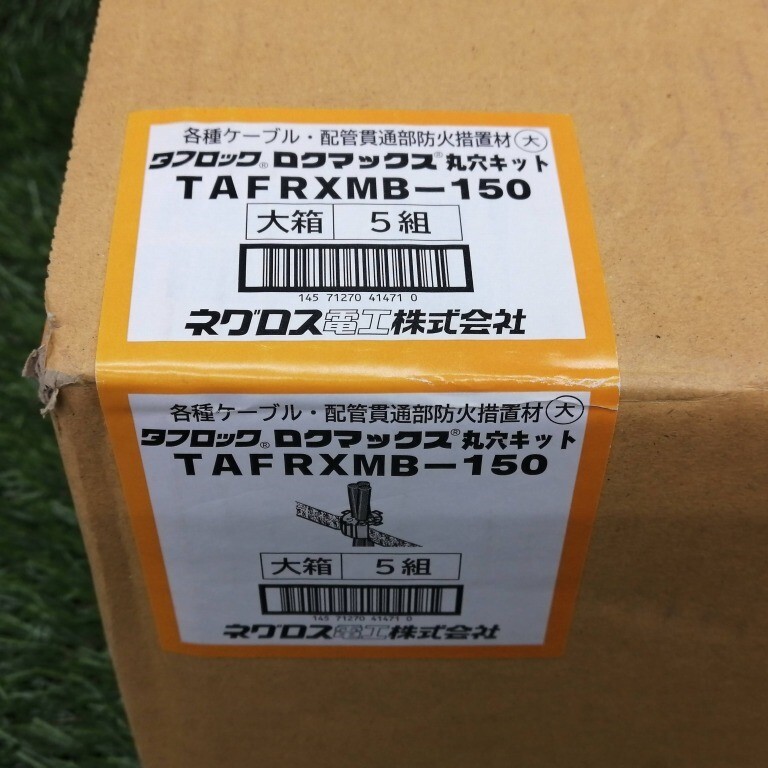 各種ケーブル・配管貫通部防火措置材 大
タフロック® ロクマックス® 丸穴キット
TAFRXMB-150
大箱 5組
145 71270 41471 0
ネグロス電工株式会社
各種ケーブル・配管貫通部防火措置材 大
タフロック® ロクマックス® 丸穴キット
TAFRXMB-150
大箱 5組
145 71270 41471 0
ネグロス電工株式会社